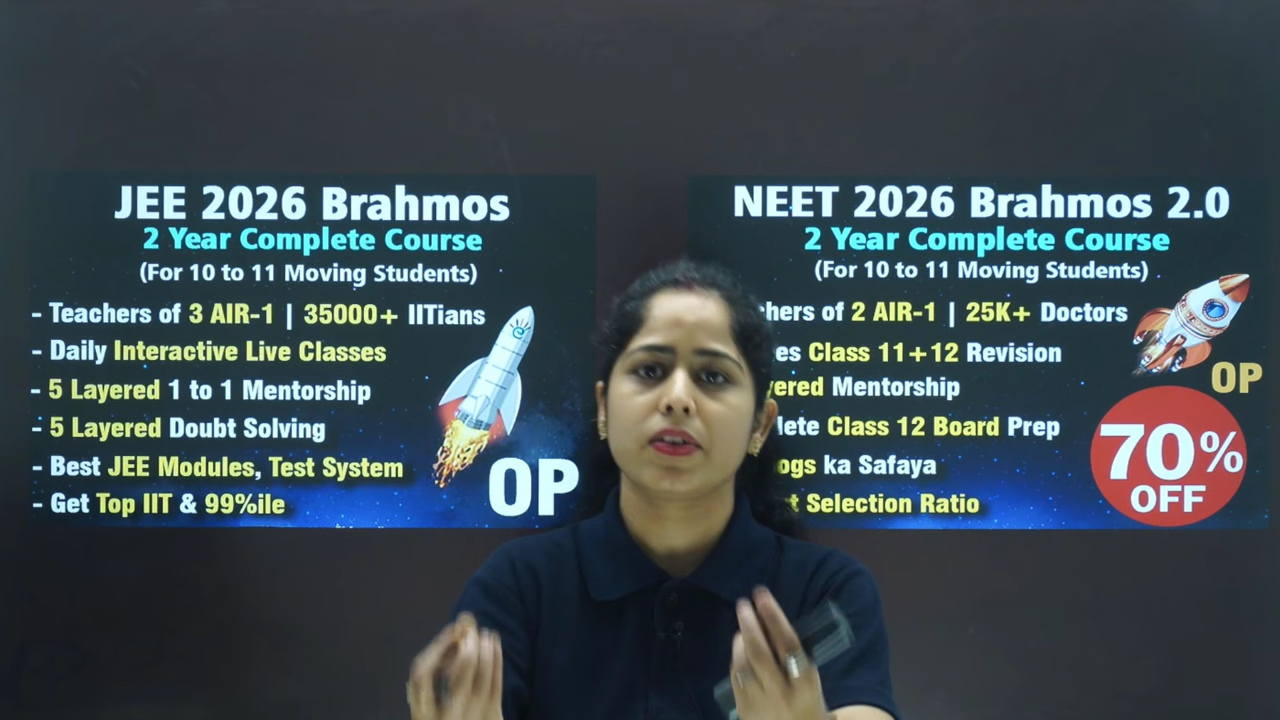 JEE 2026 Brahmos
2 Year Complete Course
(For 10 to 11 Moving Students)
- Teachers of 3 AIR-1 | 35000+ IITians
- Daily Interactive Live Classes
- 5 Layered 1 to 1 Mentorship
- 5 Layered Doubt Solving
- Best JEE Modules, Test System
- Get Top IIT & 99%ile
OP
NEET 2026 Brahmos 2.0
2 Year Complete Course
(For 10 to 11 Moving Students)
of 2 AIR-1 | 25K+ Doctors
Class 11+12 Revision
Mentorship
Class 12 Board Prep
ka Safaya
Selection Ratio
OP
70% OFF